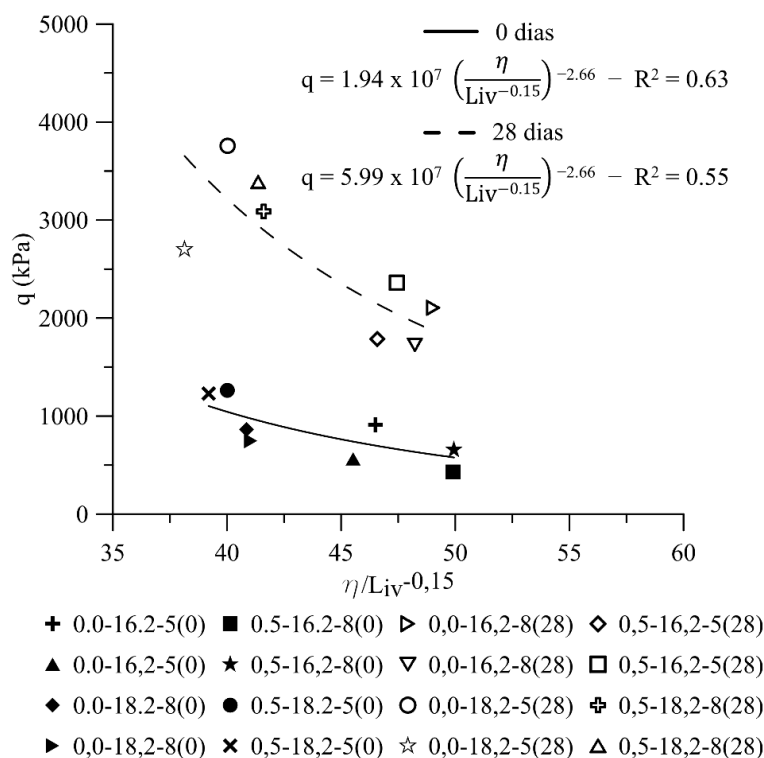 5000
4000
3000
2000
1000
0
q (kPa)
0 dias
q = 1.94 x 10⁷ (η/Liv⁻⁰·¹⁵)⁻²·⁶⁶ − R² = 0.63
28 dias
q = 5.99 x 10⁷ (η/Liv⁻⁰·¹⁵)⁻²·⁶⁶ − R² = 0.55
35 40 45 50 55 60
η/Liv-0,15
0.0-16.2-5(0) 0.5-16.2-8(0) 0,0-16,2-8(28) 0,5-16,2-5(28)
0.0-16,2-5(0) 0,5-16,2-8(0) 0,0-16,2-8(28) 0,5-16,2-5(28)
0.0-18.2-8(0) 0.5-18.2-5(0) 0,0-18,2-5(28) 0,5-18,2-8(28)
0,0-18,2-8(0) 0,5-18,2-5(0) 0,0-18,2-5(28) 0,5-18,2-8(28)